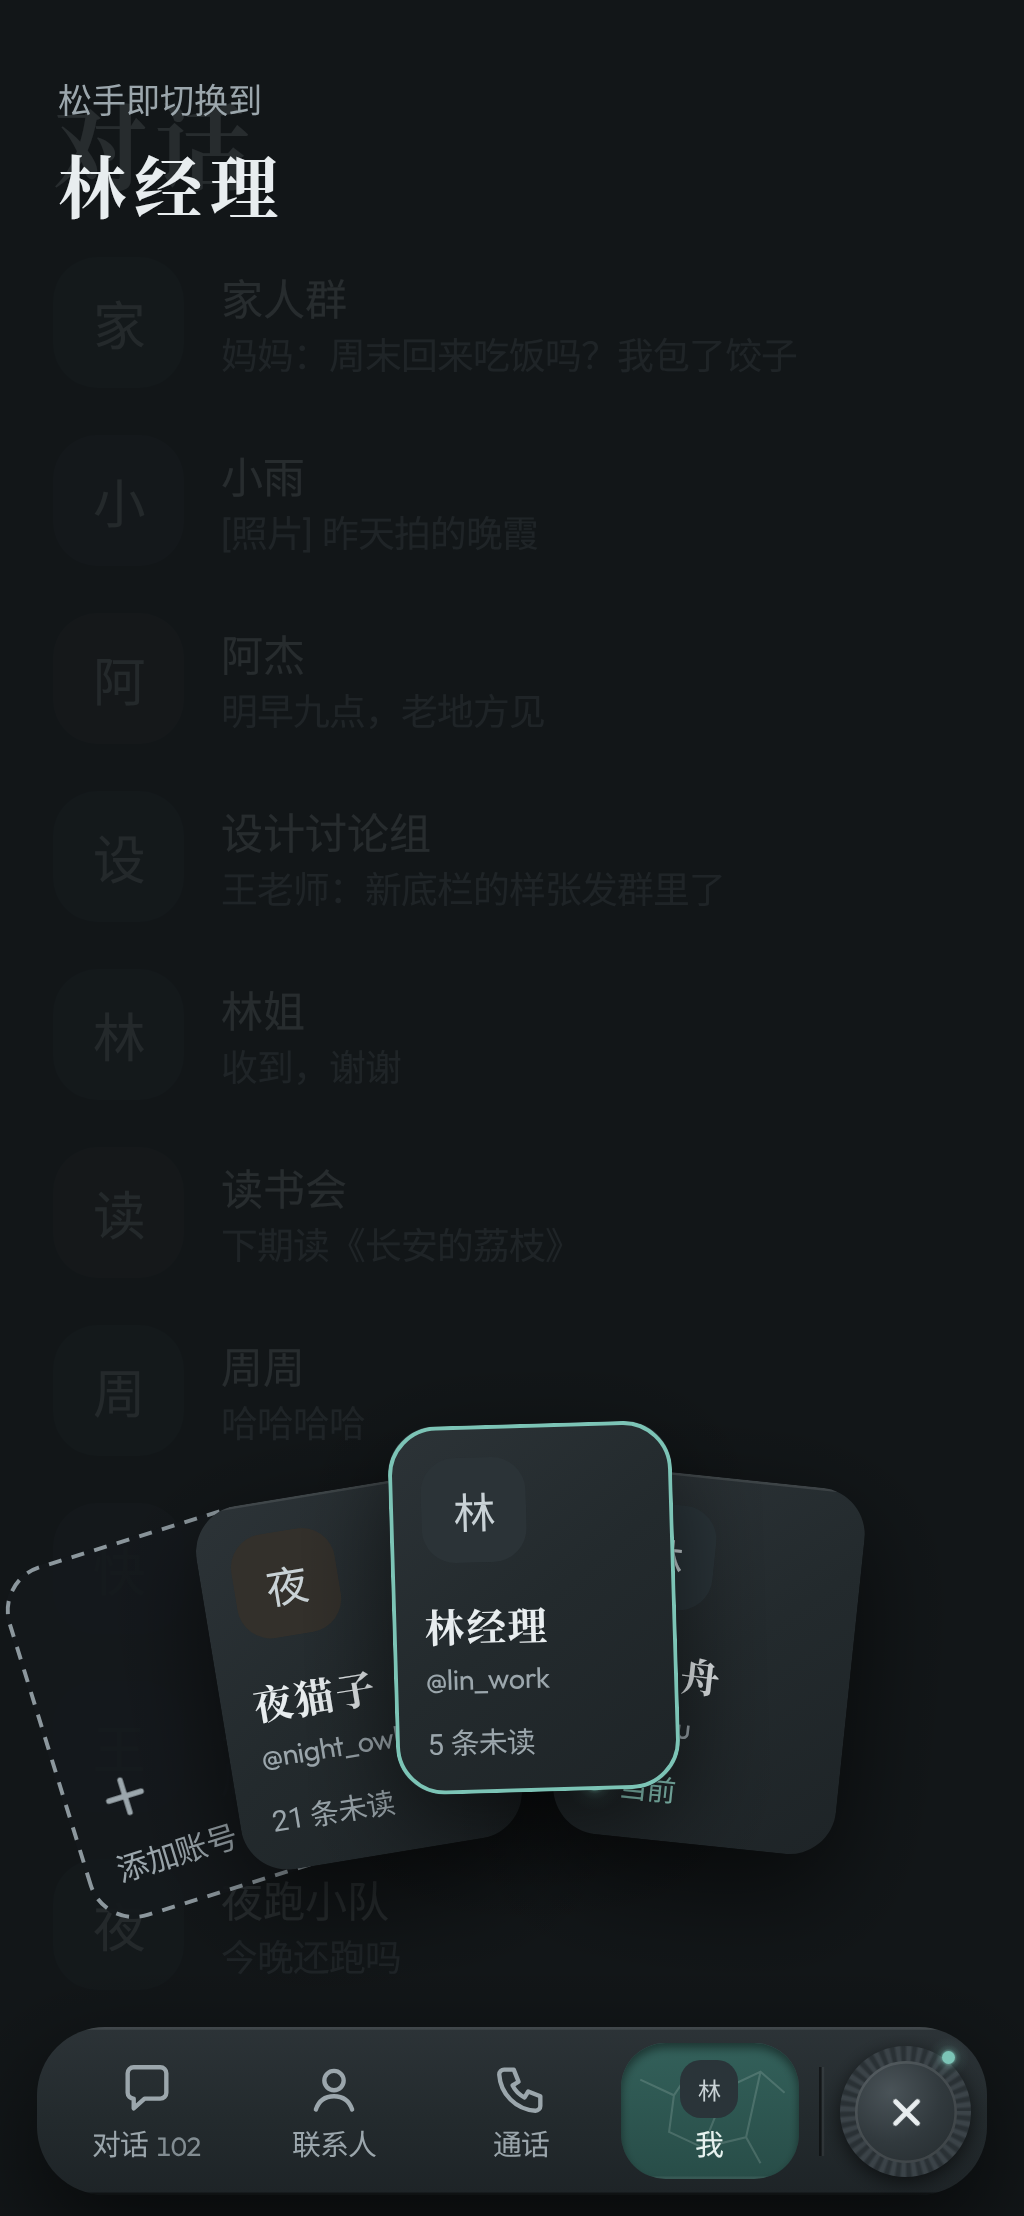 松手即切换到
对话
林经理
家
家人群
妈妈：周末回来吃饭吗？我包了饺子
小
小雨
[照片] 昨天拍的晚霞
阿
阿杰
明早九点，老地方见
设
设计讨论组
王老师：新底栏的样张发群里了
林
林姐
收到，谢谢
读
读书会
下期读《长安的荔枝》
周
周周
哈哈哈哈
快
王
添加账号
夜
夜猫子
@night_owl
21 条未读
林
林经理
@lin_work
5 条未读
舟
当前
夜
夜跑小队
今晚还跑吗
对话 102
联系人
通话
林
我